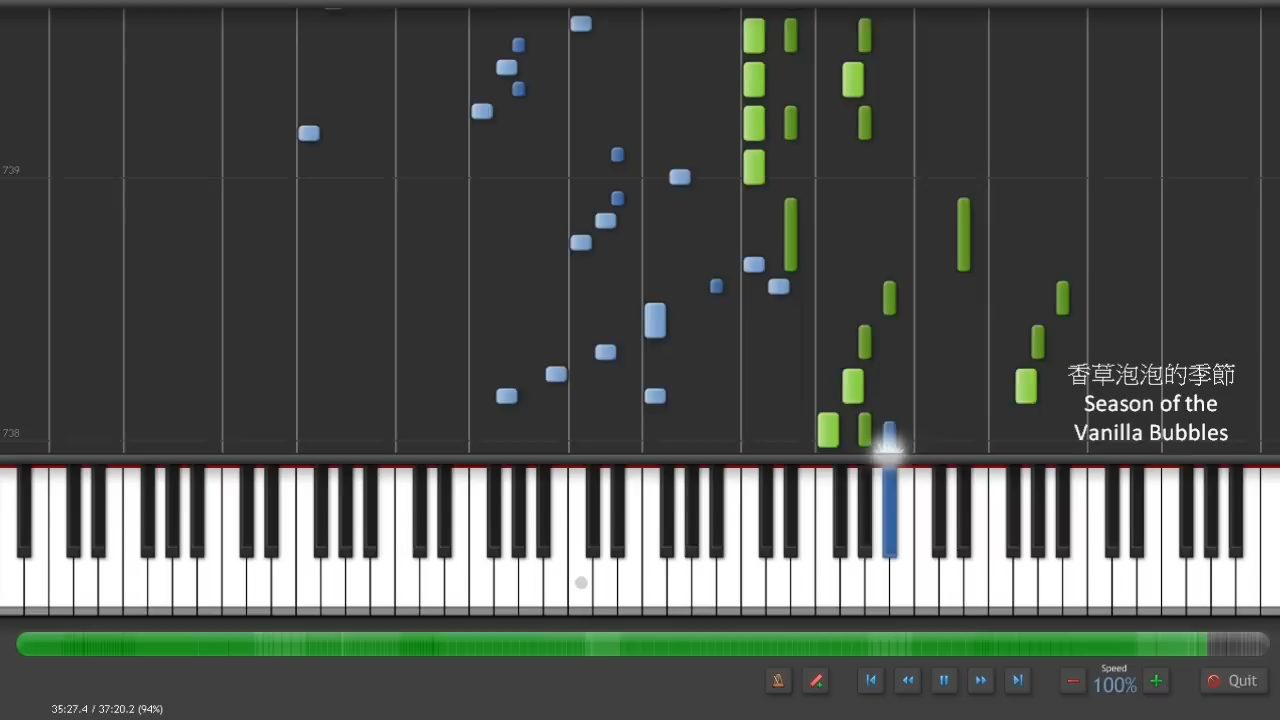 739
香草泡泡的季節
Season of the
Vanilla Bubbles
738
Speed
100%
Quit
35:27.4 / 37:20.2 (94%)